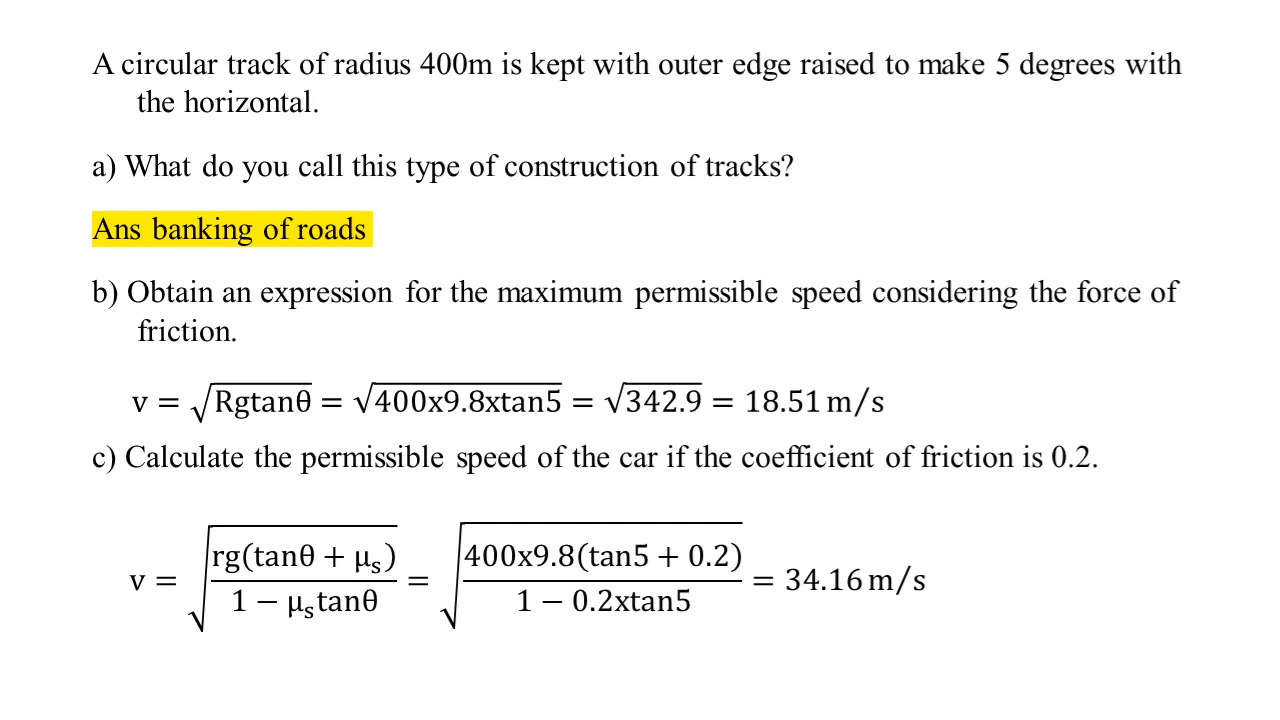 A circular track of radius 400m is kept with outer edge raised to make 5 degrees with
the horizontal.
a) What do you call this type of construction of tracks?
Ans banking of roads
b) Obtain an expression for the maximum permissible speed considering the force of
friction.
v = √Rgtanθ = √400x9.8xtan5 = √342.9 = 18.51 m/s
c) Calculate the permissible speed of the car if the coefficient of friction is 0.2.
v = √(rg(tanθ + μₛ) / 1 − μₛtanθ) = √(400x9.8(tan5 + 0.2) / 1 − 0.2xtan5) = 34.16 m/s